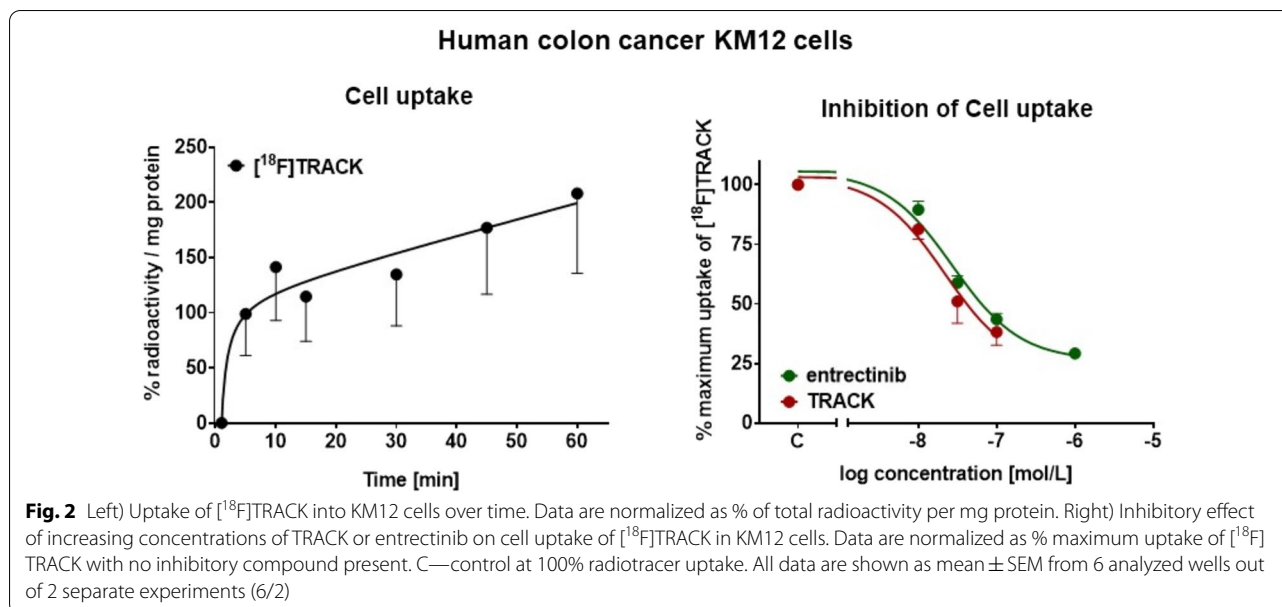 Human colon cancer KM12 cells
Cell uptake
% radioactivity / mg protein
250
200
150
100
50
0
[¹⁸F]TRACK
0 10 20 30 40 50 60
Time [min]
Inhibition of Cell uptake
% maximum uptake of [¹⁸F]TRACK
100
75
50
25
0
entrectinib
TRACK
C -8 -7 -6 -5
log concentration [mol/L]
Fig. 2 Left) Uptake of [¹⁸F]TRACK into KM12 cells over time. Data are normalized as % of total radioactivity per mg protein. Right) Inhibitory effect
of increasing concentrations of TRACK or entrectinib on cell uptake of [¹⁸F]TRACK in KM12 cells. Data are normalized as % maximum uptake of [¹⁸F]
TRACK with no inhibitory compound present. C—control at 100% radiotracer uptake. All data are shown as mean ± SEM from 6 analyzed wells out
of 2 separate experiments (6/2)